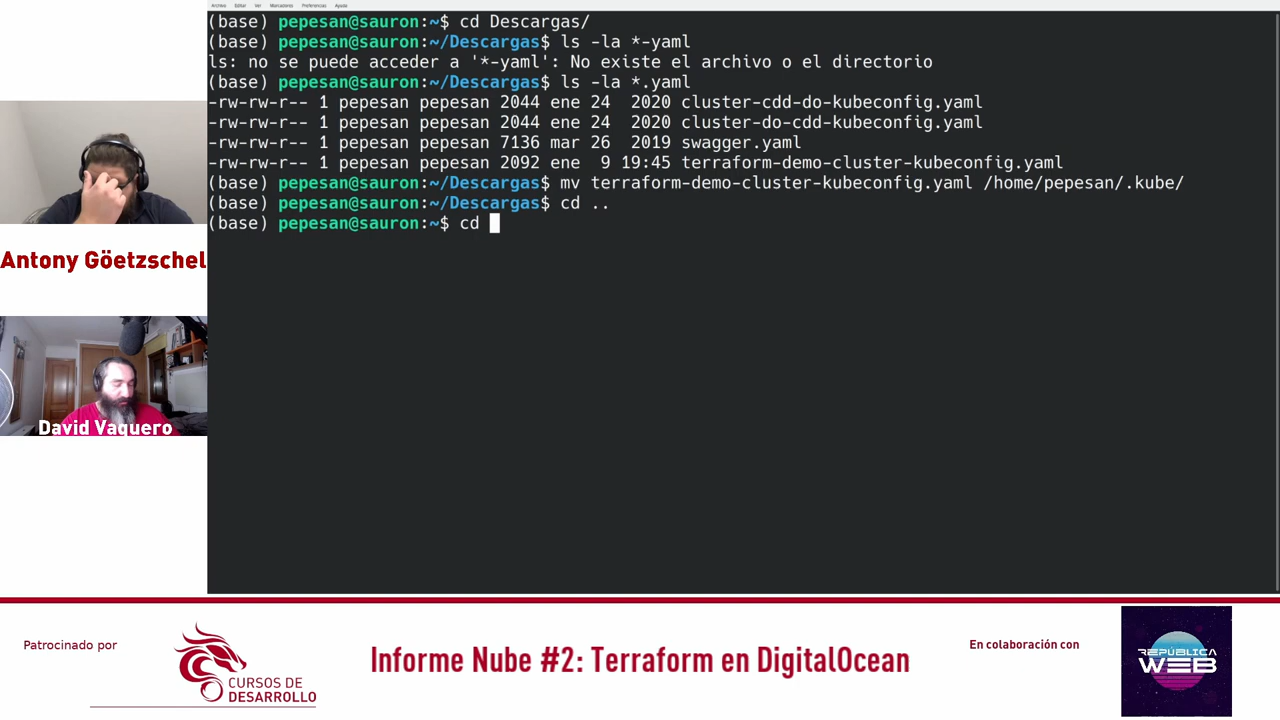 Archivo Editar Ver Marcadores Preferencias Ayuda
(base) pepesan@sauron:~$ cd Descargas/
(base) pepesan@sauron:~/Descargas$ ls -la *-yaml
ls: no se puede acceder a '*-yaml': No existe el archivo o el directorio
(base) pepesan@sauron:~/Descargas$ ls -la *.yaml
-rw-rw-r-- 1 pepesan pepesan 2044 ene 24  2020 cluster-cdd-do-kubeconfig.yaml
-rw-rw-r-- 1 pepesan pepesan 2044 ene 24  2020 cluster-do-cdd-kubeconfig.yaml
-rw-rw-r-- 1 pepesan pepesan 7136 mar 26  2019 swagger.yaml
-rw-rw-r-- 1 pepesan pepesan 2092 ene  9 19:45 terraform-demo-cluster-kubeconfig.yaml
(base) pepesan@sauron:~/Descargas$ mv terraform-demo-cluster-kubeconfig.yaml /home/pepesan/.kube/
(base) pepesan@sauron:~/Descargas$ cd ..
(base) pepesan@sauron:~$ cd
Antony Göetzschel
David Vaquero
Patrocinado por
CURSOS DE
DESARROLLO
Informe Nube #2: Terraform en DigitalOcean
En colaboración con
REPÚBLICA
WEB